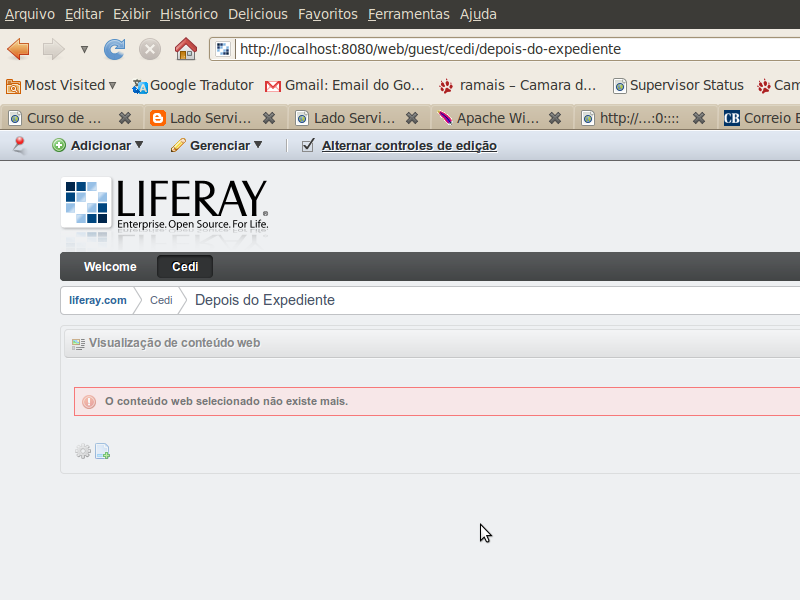 Arquivo Editar Exibir Histórico Delicious Favoritos Ferramentas Ajuda
http://localhost:8080/web/guest/cedi/depois-do-expediente
Most Visited Google Tradutor Gmail: Email do Go... ramais – Camara d... Supervisor Status Cam
Curso de ... Lado Servi... Lado Servi... Apache Wi... http://...:0:::: CB Correio B
Adicionar Gerenciar Alternar controles de edição
LIFERAY®
Enterprise. Open Source. For Life.
Welcome Cedi
liferay.com Cedi Depois do Expediente
Visualização de conteúdo web
O conteúdo web selecionado não existe mais.